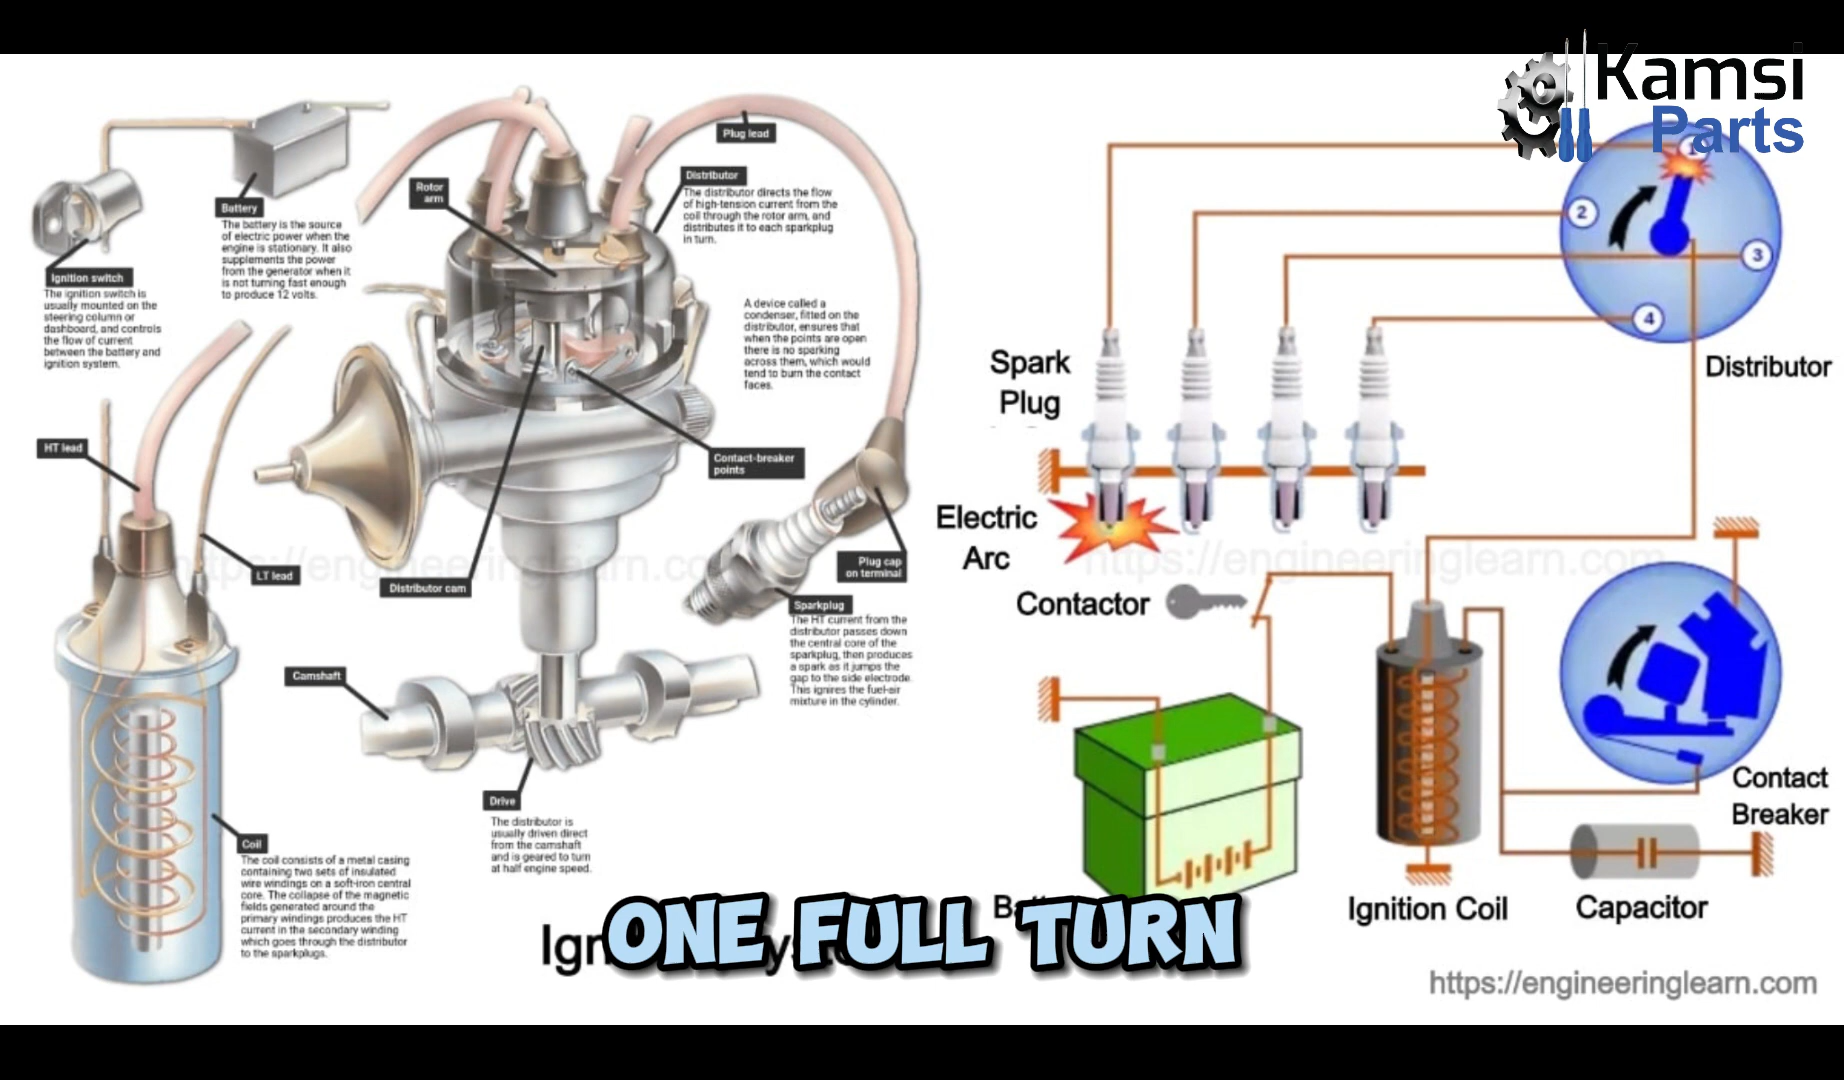 Kamsi
Parts
Battery
The battery is the source
of electric power when the
engine is stationary. It also
supplements the power
from the generator when it
is not turning fast enough
to produce 12 volts.
Ignition switch
The ignition switch is
usually mounted on the
steering column or
dashboard, and controls
the flow of current
between the battery and
ignition system.
Rotor
arm
Plug lead
Distributor
The distributor directs the flow
of high-tension current from the
coil through the rotor arm, and
distributes it to each sparkplug
in turn.
A device called a
condenser, fitted on the
distributor, ensures that
when the points are open
there is no sparking
across them, which would
tend to burn the contact
faces.
HT lead
LT lead
Contact-breaker
points
Distributor cam
Plug cap
on terminal
Sparkplug
The HT current from the
distributor passes down
the central core of the
sparkplug, then produces
a spark as it jumps the
gap to the side electrode.
This ignires the fuel-air
mixture in the cylinder.
Camshaft
Drive
The distributor is
usually driven direct
from the camshaft
and is geared to turn
at half engine speed.
Coil
The coil consists of a metal casing
containing two sets of insulated
wire windings on a soft-iron central
core. The collapse of the magnetic
fields generated around the
primary windings produces the HT
current in the secondary winding
which goes through the distributor
to the sparkplugs.
1
2
3
4
Distributor
Spark
Plug
Electric
Arc
Contactor
https://engineeringlearn.com
Contact
Breaker
Ignition Coil
Capacitor
ONE FULL TURN
https://engineeringlearn.com